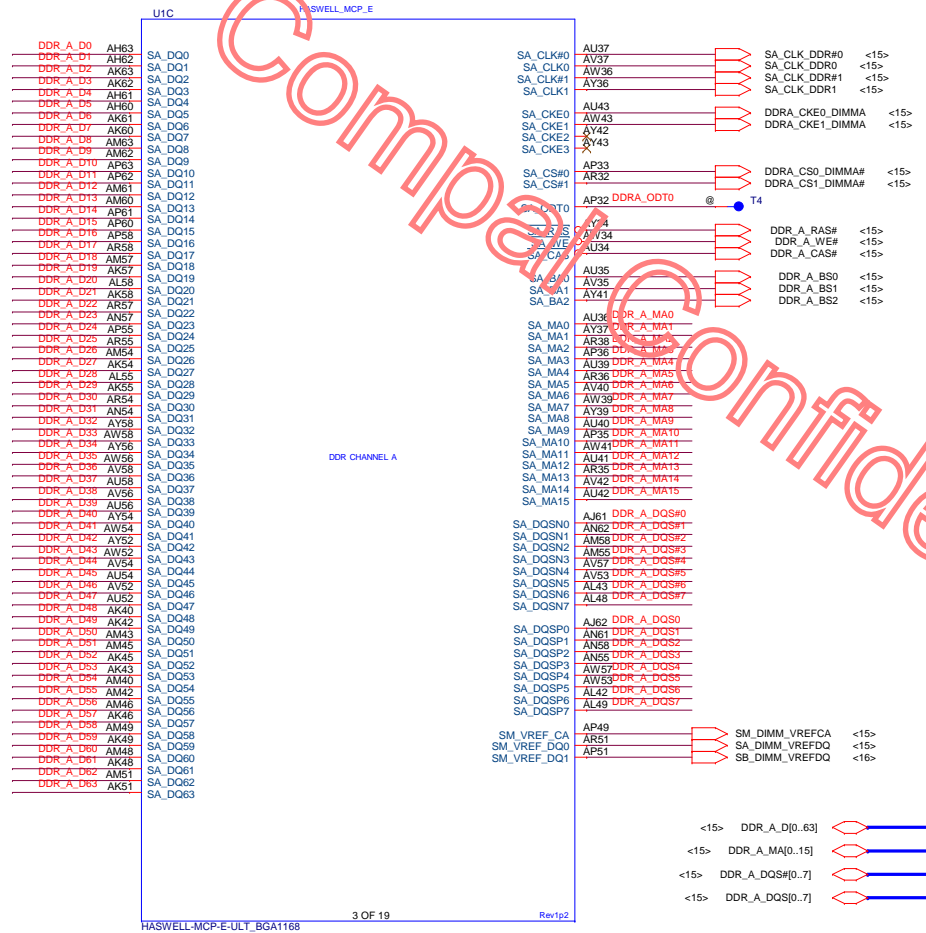 U1C
HASWELL_MCP_E
DDR_A_D0 AH63 SA_DQ0
DDR_A_D1 AH62 SA_DQ1
DDR_A_D2 AK63 SA_DQ2
DDR_A_D3 AK62 SA_DQ3
DDR_A_D4 AH61 SA_DQ4
DDR_A_D5 AH60 SA_DQ5
DDR_A_D6 AK61 SA_DQ6
DDR_A_D7 AK60 SA_DQ7
DDR_A_D8 AM63 SA_DQ8
DDR_A_D9 AM62 SA_DQ9
DDR_A_D10 AP63 SA_DQ10
DDR_A_D11 AP62 SA_DQ11
DDR_A_D12 AM61 SA_DQ12
DDR_A_D13 AM60 SA_DQ13
DDR_A_D14 AP61 SA_DQ14
DDR_A_D15 AP60 SA_DQ15
DDR_A_D16 AP58 SA_DQ16
DDR_A_D17 AR58 SA_DQ17
DDR_A_D18 AM57 SA_DQ18
DDR_A_D19 AK57 SA_DQ19
DDR_A_D20 AL58 SA_DQ20
DDR_A_D21 AK58 SA_DQ21
DDR_A_D22 AR57 SA_DQ22
DDR_A_D23 AN57 SA_DQ23
DDR_A_D24 AP55 SA_DQ24
DDR_A_D25 AR55 SA_DQ25
DDR_A_D26 AM54 SA_DQ26
DDR_A_D27 AK54 SA_DQ27
DDR_A_D28 AL55 SA_DQ28
DDR_A_D29 AK55 SA_DQ29
DDR_A_D30 AR54 SA_DQ30
DDR_A_D31 AN54 SA_DQ31
DDR_A_D32 AY58 SA_DQ32
DDR_A_D33 AW58 SA_DQ33
DDR_A_D34 AY56 SA_DQ34
DDR_A_D35 AW56 SA_DQ35
DDR_A_D36 AV58 SA_DQ36
DDR_A_D37 AU58 SA_DQ37
DDR_A_D38 AV56 SA_DQ38
DDR_A_D39 AU56 SA_DQ39
DDR_A_D40 AY54 SA_DQ40
DDR_A_D41 AW54 SA_DQ41
DDR_A_D42 AY52 SA_DQ42
DDR_A_D43 AW52 SA_DQ43
DDR_A_D44 AV54 SA_DQ44
DDR_A_D45 AU54 SA_DQ45
DDR_A_D46 AV52 SA_DQ46
DDR_A_D47 AU52 SA_DQ47
DDR_A_D48 AK40 SA_DQ48
DDR_A_D49 AK42 SA_DQ49
DDR_A_D50 AM43 SA_DQ50
DDR_A_D51 AM45 SA_DQ51
DDR_A_D52 AK45 SA_DQ52
DDR_A_D53 AK43 SA_DQ53
DDR_A_D54 AM40 SA_DQ54
DDR_A_D55 AM42 SA_DQ55
DDR_A_D56 AM46 SA_DQ56
DDR_A_D57 AK46 SA_DQ57
DDR_A_D58 AM49 SA_DQ58
DDR_A_D59 AK49 SA_DQ59
DDR_A_D60 AM48 SA_DQ60
DDR_A_D61 AK48 SA_DQ61
DDR_A_D62 AM51 SA_DQ62
DDR_A_D63 AK51 SA_DQ63
DDR CHANNEL A
SA_CLK#0 AU37 SA_CLK_DDR#0 <15>
SA_CLK0 AV37 SA_CLK_DDR0 <15>
SA_CLK#1 AW36 SA_CLK_DDR#1 <15>
SA_CLK1 AY36 SA_CLK_DDR1 <15>
SA_CKE0 AU43 DDRA_CKE0_DIMMA <15>
SA_CKE1 AW43 DDRA_CKE1_DIMMA <15>
SA_CKE2 AY42
SA_CKE3 AY43
SA_CS#0 AP33 DDRA_CS0_DIMMA# <15>
SA_CS#1 AR32 DDRA_CS1_DIMMA# <15>
SA_ODT0 AP32 DDRA_ODT0 @ T4
SA_RAS AY34 DDR_A_RAS# <15>
SA_WE AW34 DDR_A_WE# <15>
SA_CAS AU34 DDR_A_CAS# <15>
SA_BA0 AU35 DDR_A_BS0 <15>
SA_BA1 AV35 DDR_A_BS1 <15>
SA_BA2 AY41 DDR_A_BS2 <15>
SA_MA0 AU36 DDR_A_MA0
SA_MA1 AY37 DDR_A_MA1
SA_MA2 AR38 DDR_A_MA2
SA_MA3 AP36 DDR_A_MA3
SA_MA4 AU39 DDR_A_MA4
SA_MA5 AR36 DDR_A_MA5
SA_MA6 AV40 DDR_A_MA6
SA_MA7 AW39 DDR_A_MA7
SA_MA8 AY39 DDR_A_MA8
SA_MA9 AU40 DDR_A_MA9
SA_MA10 AP35 DDR_A_MA10
SA_MA11 AW41 DDR_A_MA11
SA_MA12 AU41 DDR_A_MA12
SA_MA13 AR35 DDR_A_MA13
SA_MA14 AV42 DDR_A_MA14
SA_MA15 AU42 DDR_A_MA15
SA_DQSN0 AJ61 DDR_A_DQS#0
SA_DQSN1 AN62 DDR_A_DQS#1
SA_DQSN2 AM58 DDR_A_DQS#2
SA_DQSN3 AM55 DDR_A_DQS#3
SA_DQSN4 AV57 DDR_A_DQS#4
SA_DQSN5 AV53 DDR_A_DQS#5
SA_DQSN6 AL43 DDR_A_DQS#6
SA_DQSN7 AL48 DDR_A_DQS#7
SA_DQSP0 AJ62 DDR_A_DQS0
SA_DQSP1 AN61 DDR_A_DQS1
SA_DQSP2 AN58 DDR_A_DQS2
SA_DQSP3 AN55 DDR_A_DQS3
SA_DQSP4 AW57 DDR_A_DQS4
SA_DQSP5 AW53 DDR_A_DQS5
SA_DQSP6 AL42 DDR_A_DQS6
SA_DQSP7 AL49 DDR_A_DQS7
SM_VREF_CA AP49 SM_DIMM_VREFCA <15>
SM_VREF_DQ0 AR51 SA_DIMM_VREFDQ <15>
SM_VREF_DQ1 AP51 SB_DIMM_VREFDQ <16>
<15> DDR_A_D[0..63]
<15> DDR_A_MA[0..15]
<15> DDR_A_DQS#[0..7]
<15> DDR_A_DQS[0..7]
3 OF 19
Rev1p2
HASWELL-MCP-E-ULT_BGA1168
Compal Confide